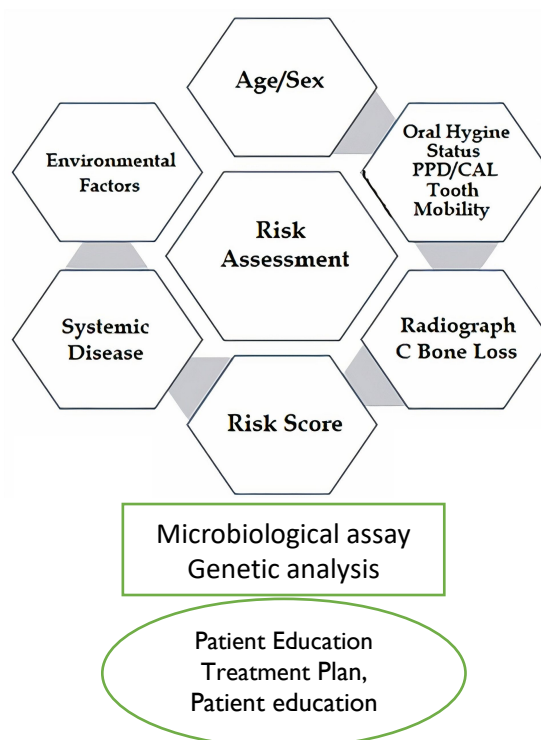 Age/Sex
Environmental
Factors
Oral Hygine
Status
PPD/CAL
Tooth
Mobility
Risk
Assessment
Systemic
Disease
Radiograph
C Bone Loss
Risk Score
Microbiological assay
Genetic analysis
Patient Education
Treatment Plan,
Patient education